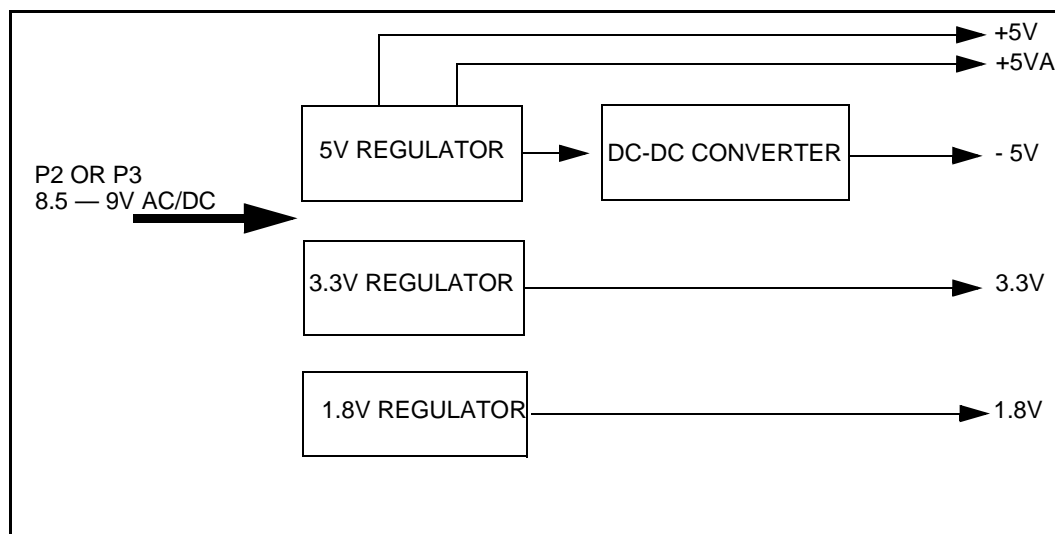 +5V
+5VA
5V REGULATOR
DC-DC CONVERTER
- 5V
P2 OR P3
8.5 — 9V AC/DC
3.3V REGULATOR
3.3V
1.8V REGULATOR
1.8V